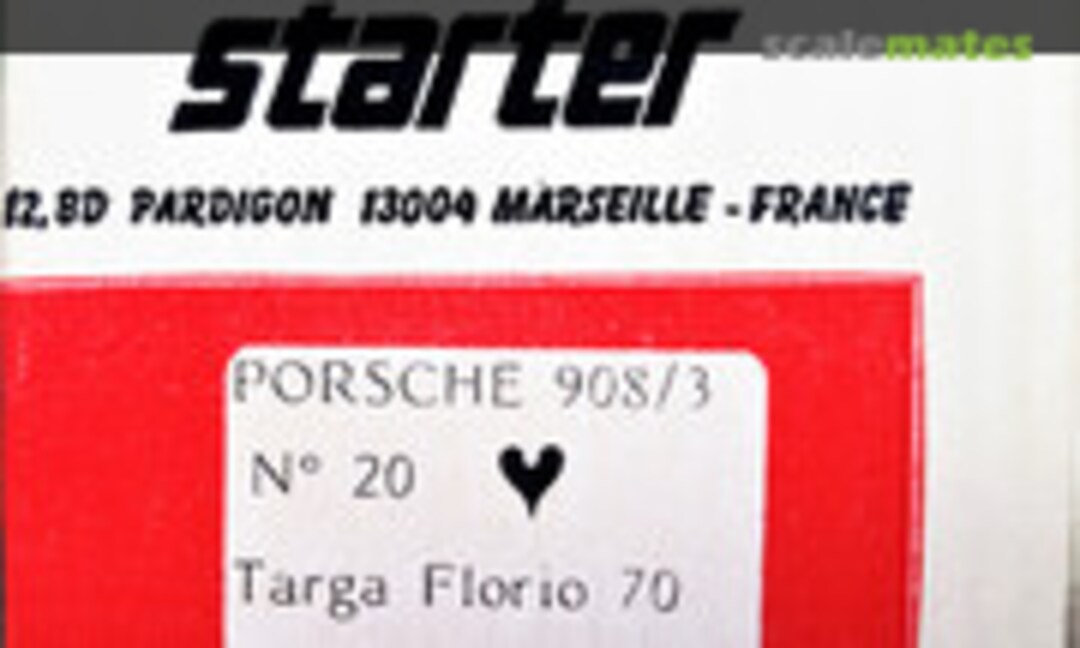 starter
scalemates
12, BD PARDIGON 13004 MARSEILLE - FRANCE
PORSCHE 908/3
N° 20 ♥
Targa Florio 70